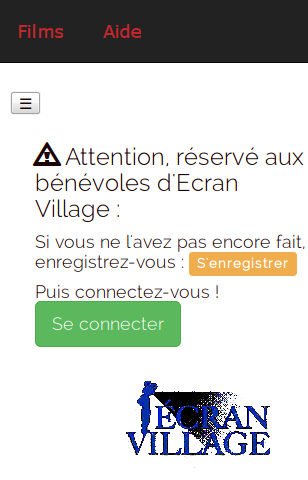 Films Aide
☰
Attention, réservé aux
bénévoles d'Ecran
Village :
Si vous ne l'avez pas encore fait,
enregistrez-vous : S'enregistrer
Puis connectez-vous !
Se connecter
ÉCRAN
VILLAGE